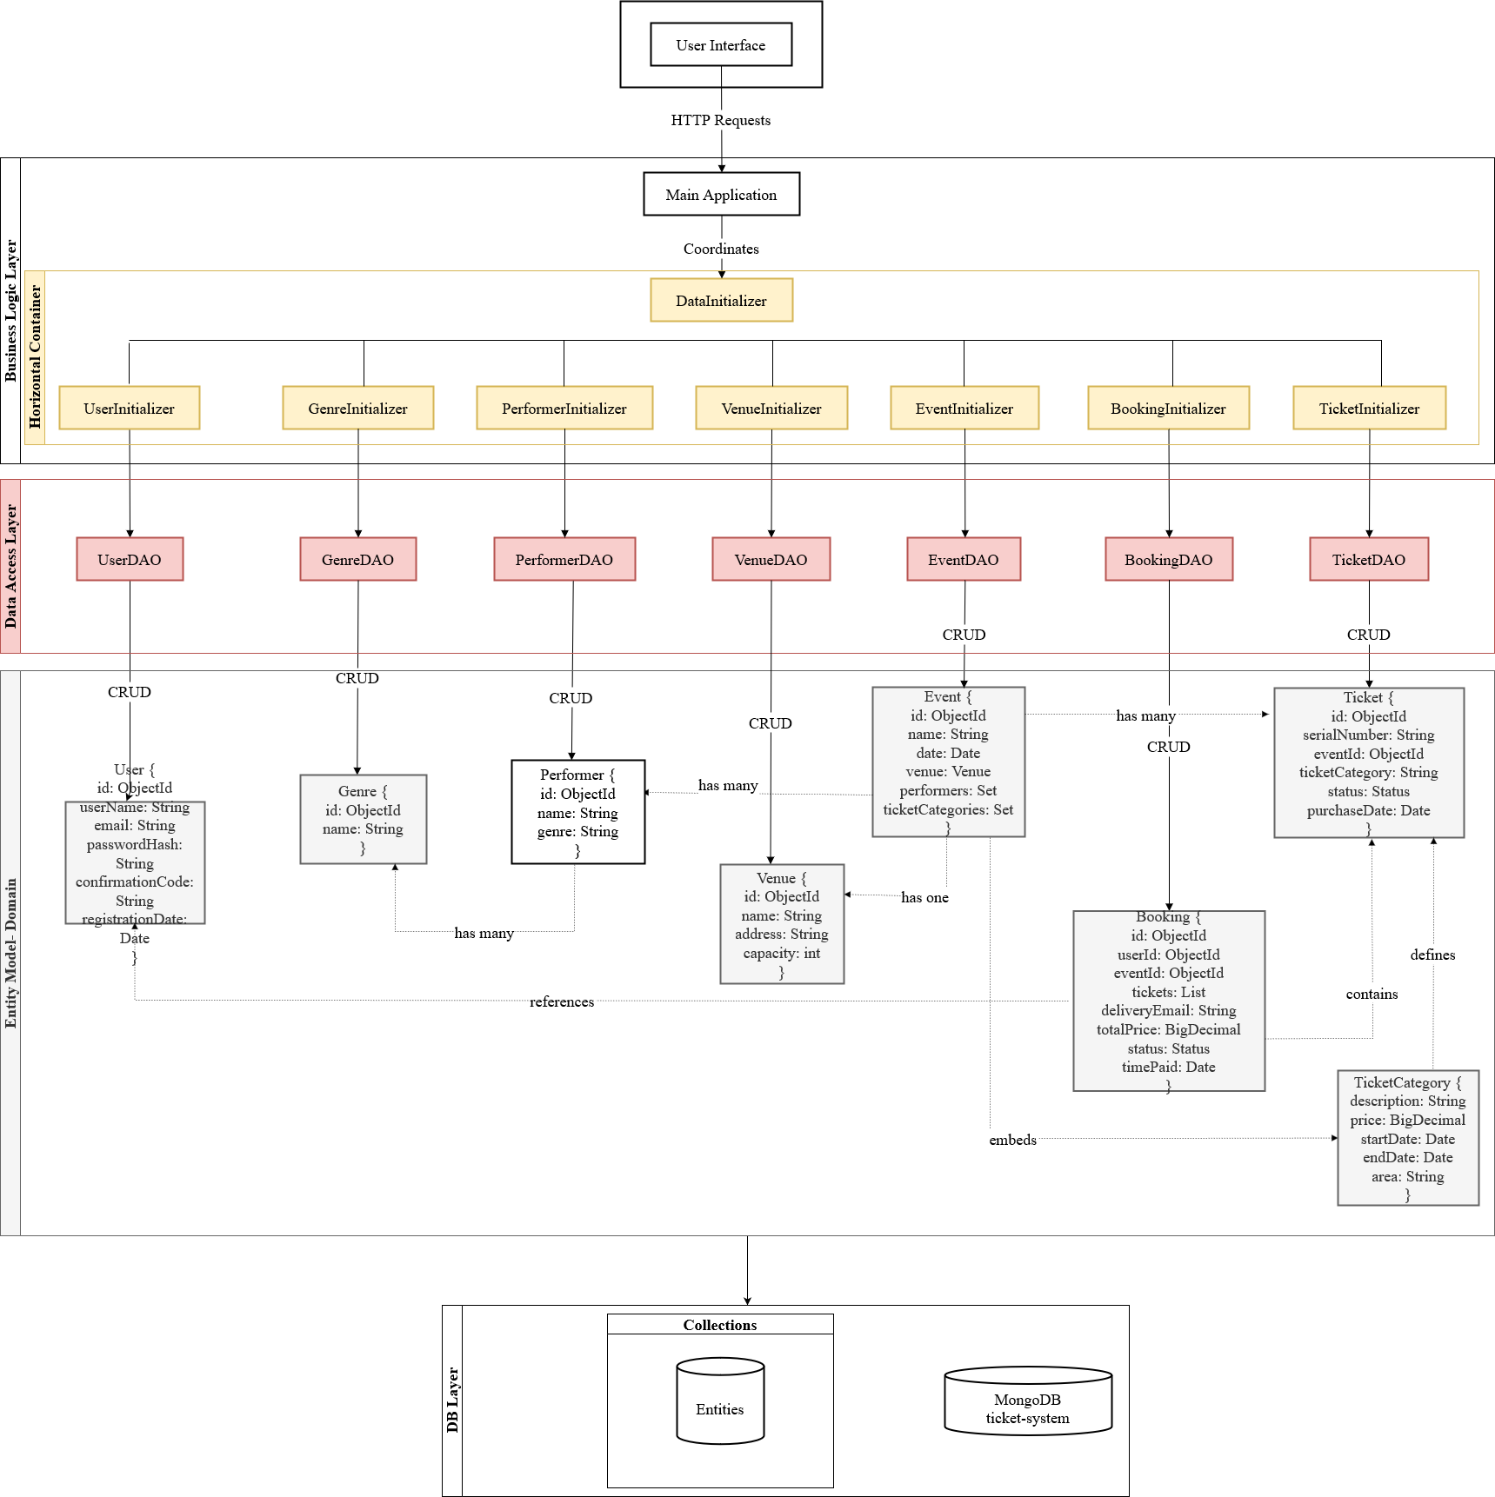 User Interface
HTTP Requests
Business Logic Layer
Main Application
Coordinates
Horizontal Container
DataInitializer
UserInitializer
GenreInitializer
PerformerInitializer
VenueInitializer
EventInitializer
BookingInitializer
TicketInitializer
Data Access Layer
UserDAO
GenreDAO
PerformerDAO
VenueDAO
EventDAO
BookingDAO
TicketDAO
CRUD
CRUD
CRUD
CRUD
CRUD
CRUD
CRUD
Entity Model- Domain
User {
id: ObjectId
userName: String
email: String
passwordHash:
String
confirmationCode:
String
registrationDate:
Date
}
Genre {
id: ObjectId
name: String
}
Performer {
id: ObjectId
name: String
genre: String
}
Venue {
id: ObjectId
name: String
address: String
capacity: int
}
Event {
id: ObjectId
name: String
date: Date
venue: Venue
performers: Set
ticketCategories: Set
}
Booking {
id: ObjectId
userId: ObjectId
eventId: ObjectId
tickets: List
deliveryEmail: String
totalPrice: BigDecimal
status: Status
timePaid: Date
}
Ticket {
id: ObjectId
serialNumber: String
eventId: ObjectId
ticketCategory: String
status: Status
purchaseDate: Date
}
TicketCategory {
description: String
price: BigDecimal
startDate: Date
endDate: Date
area: String
}
has many
has many
has one
has many
references
contains
defines
embeds
DB Layer
Collections
Entities
MongoDB
ticket-system